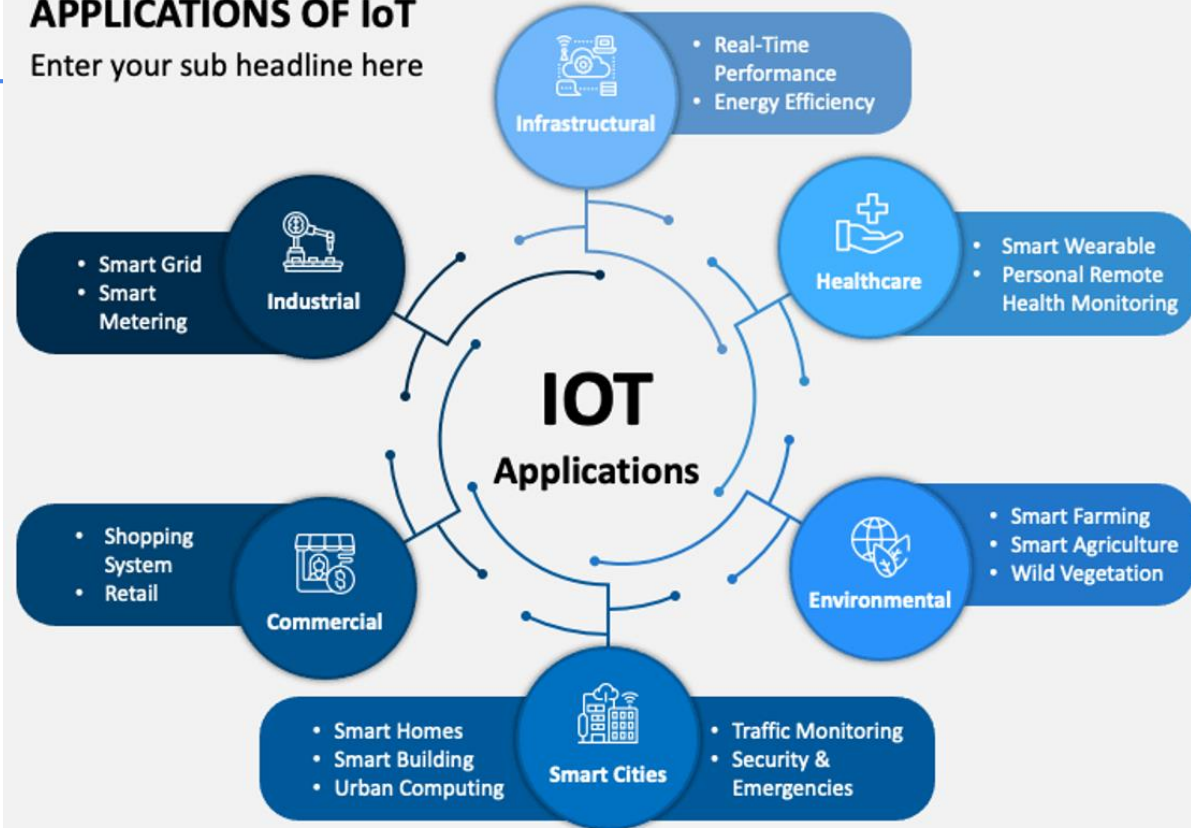 APPLICATIONS OF IoT
Enter your sub headline here
Infrastructural
• Real-Time
Performance
• Energy Efficiency
Healthcare
• Smart Wearable
• Personal Remote
Health Monitoring
Industrial
• Smart Grid
• Smart
Metering
IOT
Applications
Environmental
• Smart Farming
• Smart Agriculture
• Wild Vegetation
Commercial
• Shopping
System
• Retail
Smart Cities
• Smart Homes
• Smart Building
• Urban Computing
• Traffic Monitoring
• Security &
Emergencies